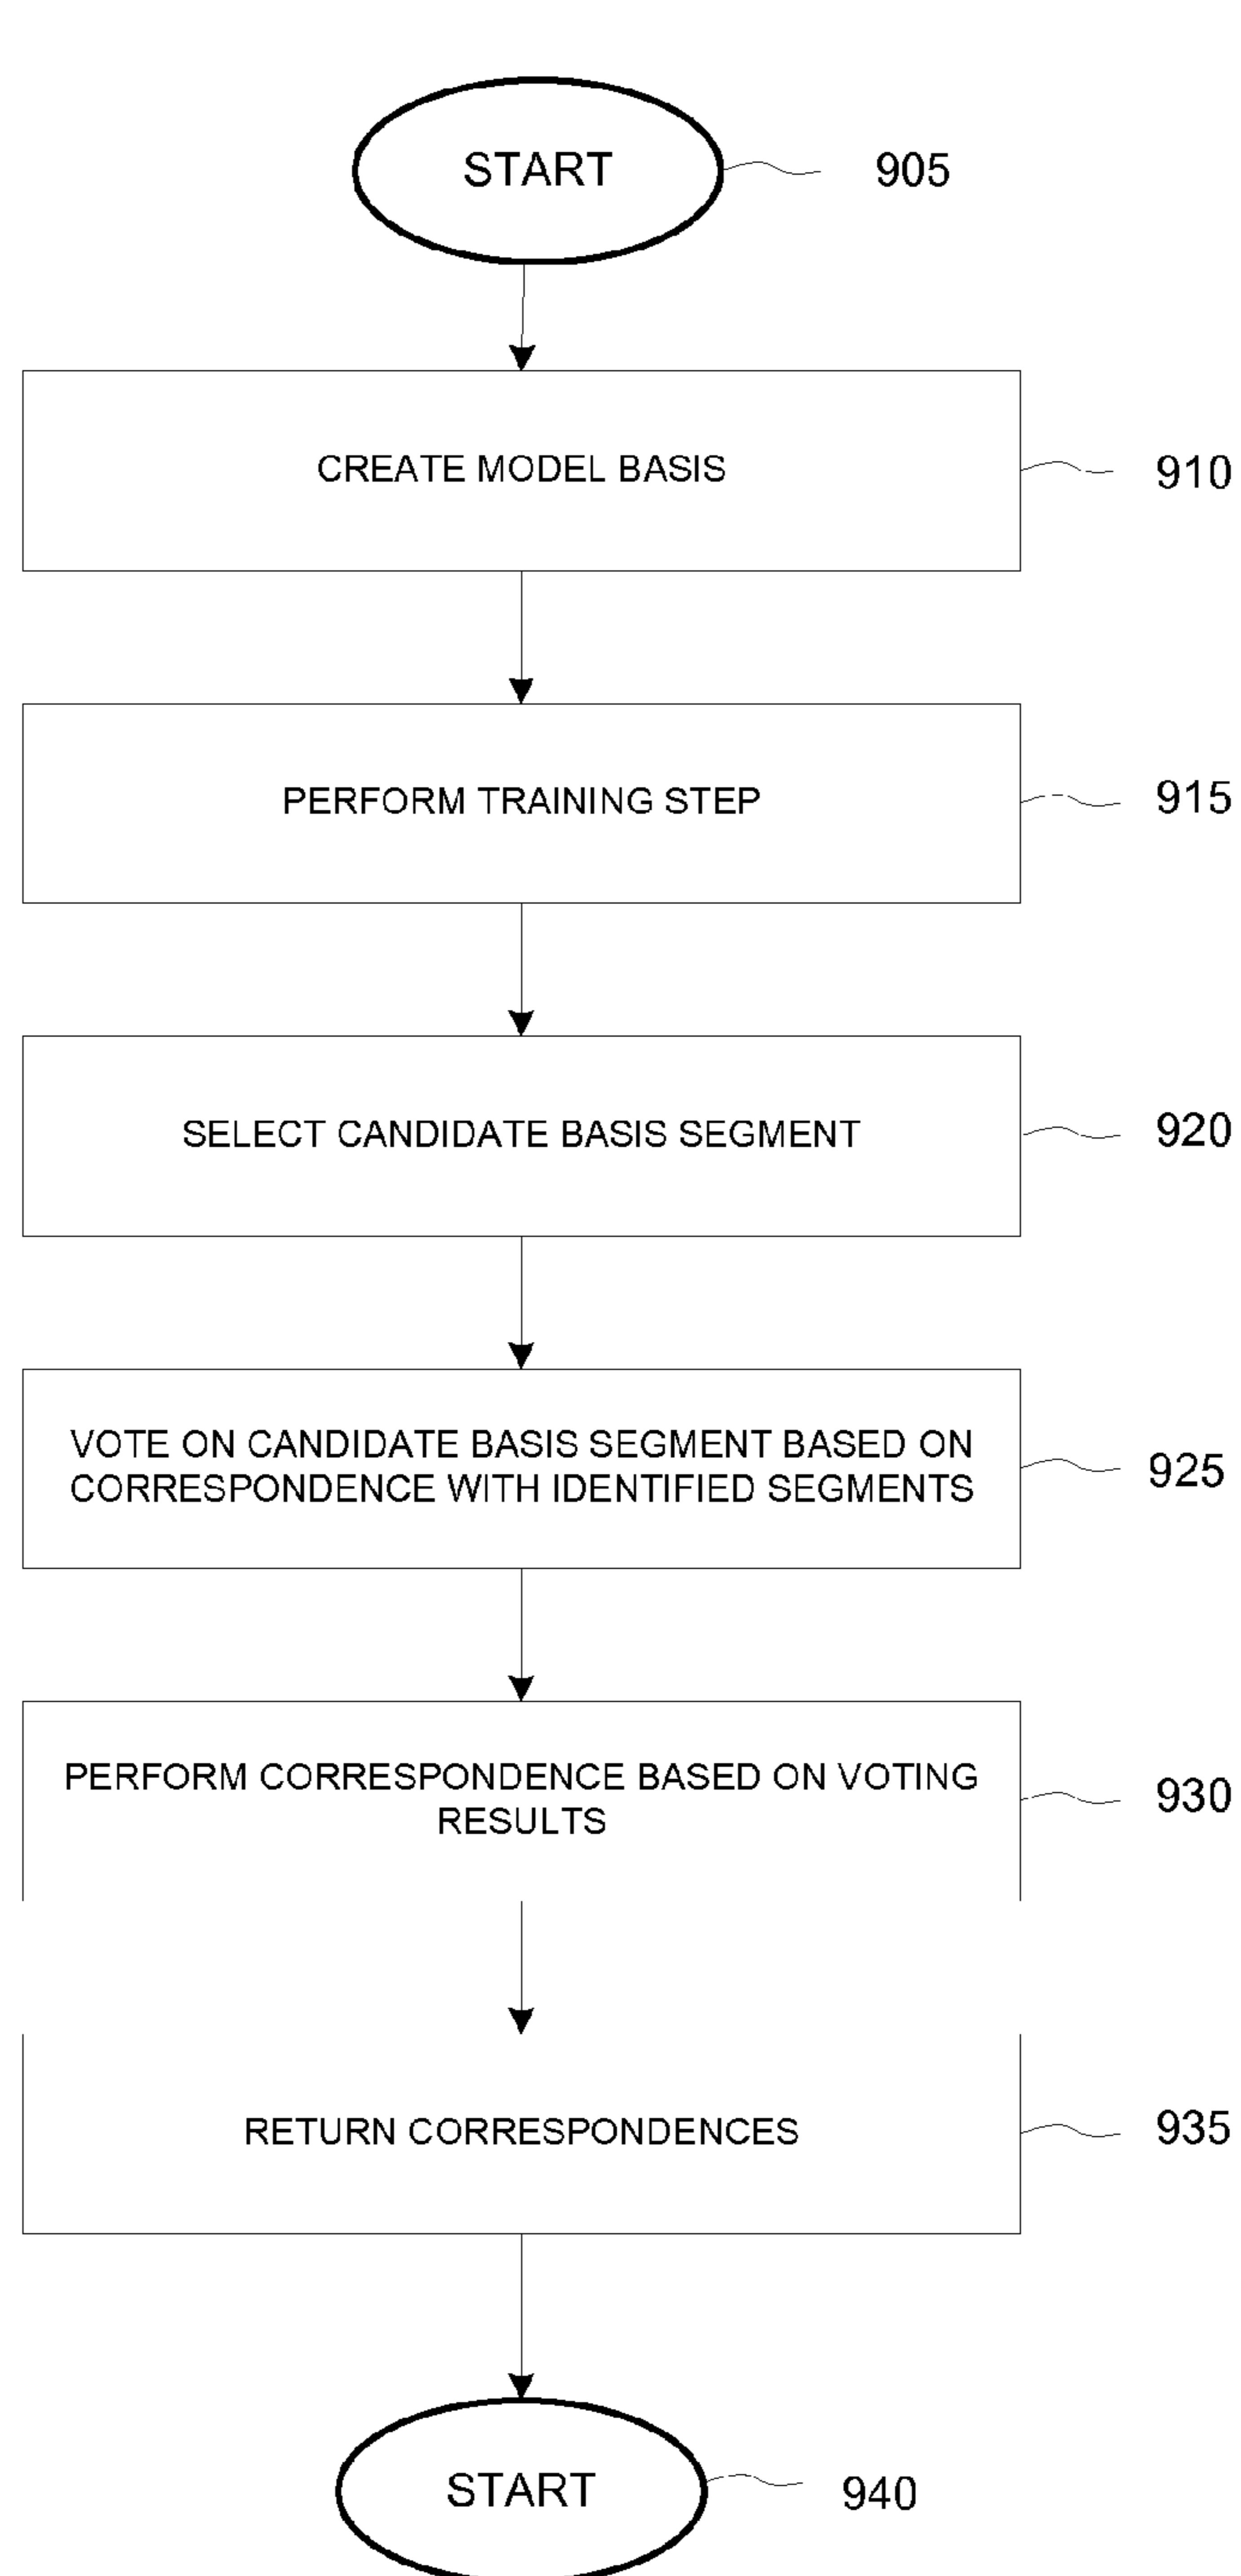 START
905
CREATE MODEL BASIS
910
PERFORM TRAINING STEP
915
SELECT CANDIDATE BASIS SEGMENT
920
VOTE ON CANDIDATE BASIS SEGMENT BASED ON
CORRESPONDENCE WITH IDENTIFIED SEGMENTS
925
PERFORM CORRESPONDENCE BASED ON VOTING
RESULTS
930
RETURN CORRESPONDENCES
935
START
940